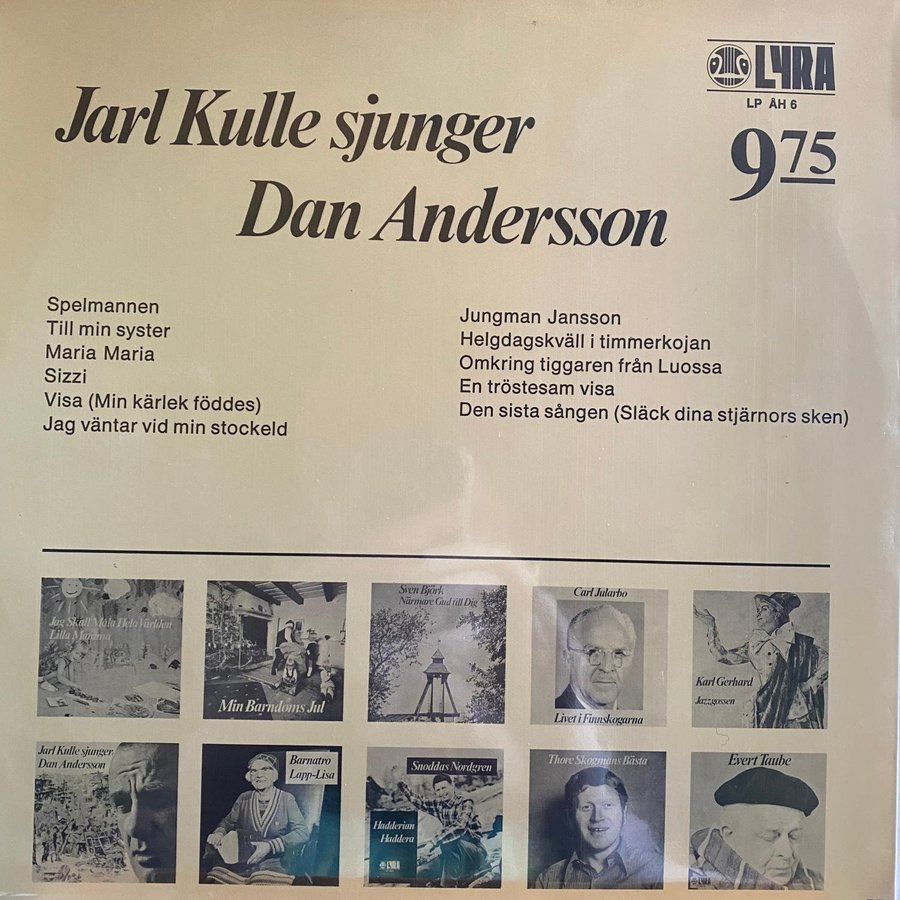 LYRA
LP ÅH 6
9 75
Jarl Kulle sjunger
Dan Andersson
Spelmannen
Till min syster
Maria Maria
Sizzi
Visa (Min kärlek föddes)
Jag väntar vid min stockeld
Jungman Jansson
Helgdagskväll i timmerkojan
Omkring tiggaren från Luossa
En tröstesam visa
Den sista sången (Släck dina stjärnors sken)
Jag Skall Måla Hela Världen
Lilla Mamma
Min Barndoms Jul
Sven Björk
Närmare Gud till Dig
Carl Jularbo
Livet i Finnskogarna
Karl Gerhard
Jazzgossen
Jarl Kulle sjunger
Dan Andersson
Barnatro
Lapp-Lisa
Snoddas Nordgren
Hadderian
Haddera
LYRA
Thore Skogmans Bästa
Evert Taube
LYRA